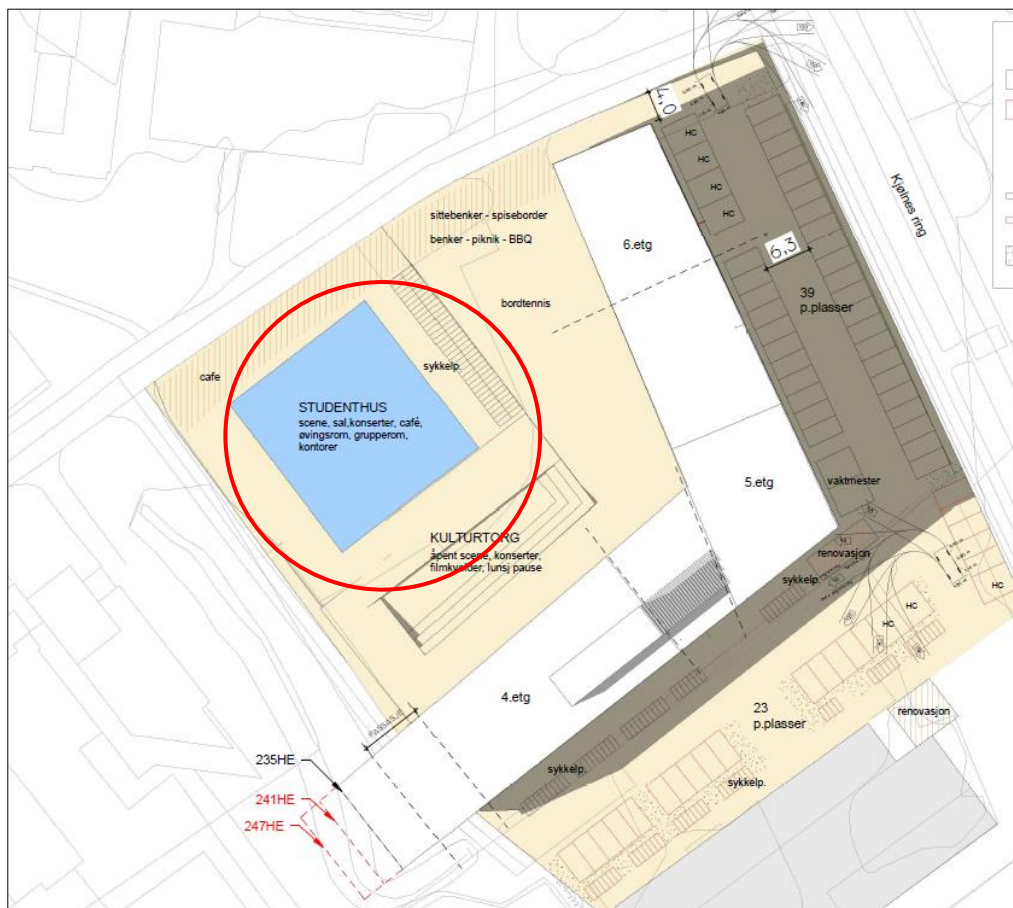 4,0
HC
HC
HC
HC
Kjølnes ring
sittebenker - spiseborder
benker - piknik - BBQ
6.etg
6,3
bordtennis
39
p.plasser
cafe
sykkelp.
STUDENTHUS
scene, sal,konserter, café,
øvingsrom, grupperom,
kontorer
5.etg
vaktmester
KULTURTORG
åpent scene, konserter,
filmkvelder, lunsj pause
renovasjon
sykkelp.
HC
HC
HC
4.etg
23
p.plasser
renovasjon
PASSASJE
235HE
sykkelp.
sykkelp.
241HE
247HE